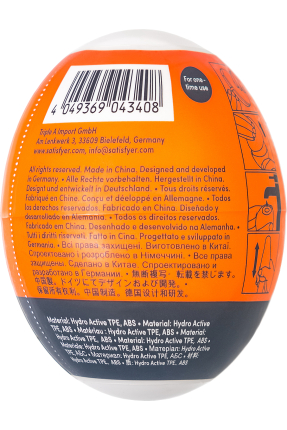 For one-
time use
4 049369 043408
Triple A Import GmbH
An Lenkwerk 3, 33609 Bielefeld, Germany
www.satisfyer.com, info@satisfyer.com
All rights reserved. Made in China. Designed and developed
in Germany. • Alle Rechte vorbehalten. Hergestellt in China.
Design und entwickelt in Deutschland. • Tous droits réservés.
Fabriqué en Chine. Conçu et déeeloppé en Allemagne. • Todos
los derechos reservados. Fabricado en China. Diseñado y
desarrollado en Alemania. • Todos os direitos reservados.
Fabricado em China. Desenhado e desenvolvido na Alemanha. •
Tutti i diritti riservati. Fatto in Cina. Progettato e sviluppato in
Germania. • Всі права захищені. Виготовлено в Китаї.
Спроектовано і розроблено в Німеччині. • Все права
защищены. Сделано в Китае. Спроектировано и
разработано в Германии. • 無断複写・転載を禁じます。
中国製。ドイツにてデザインおよび開発。 •
保留所有权利。中国制造。德国设计和研发。
Material: Hydro Active TPE, ABS • Material: Hydro Active
TPE, ABS • Matériau : Hydro Active TPE, ABS • Material:
Hydro Active TPE, ABS • Material: Hydro Active TPE,
ABS • Materiale: Hydro Active TPE, ABS • Матеріал: Hydro Active
TPE, АБС • Материал: Hydro Active TPE, АБС • 材料:
Hydro Active TPE, ABS • 材料: Hydro Active TPE, ABS